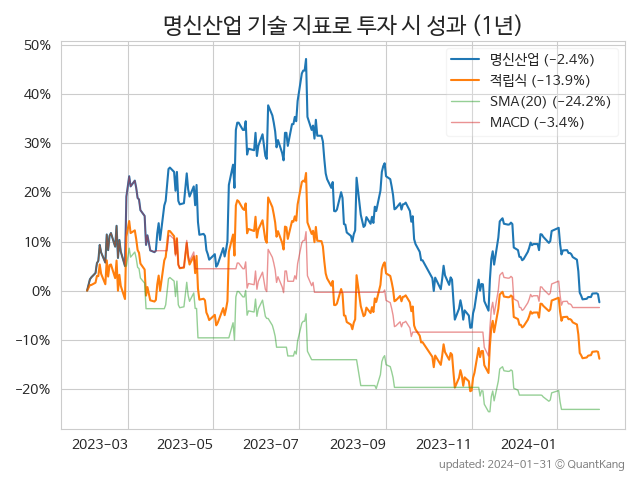 명신산업 기술 지표로 투자 시 성과 (1년)
50%
40%
30%
20%
10%
0%
−10%
−20%
명신산업 (−2.4%)
적립식 (−13.9%)
SMA(20) (−24.2%)
MACD (−3.4%)
2023-03 2023-05 2023-07 2023-09 2023-11 2024-01
updated: 2024-01-31 © QuantKang